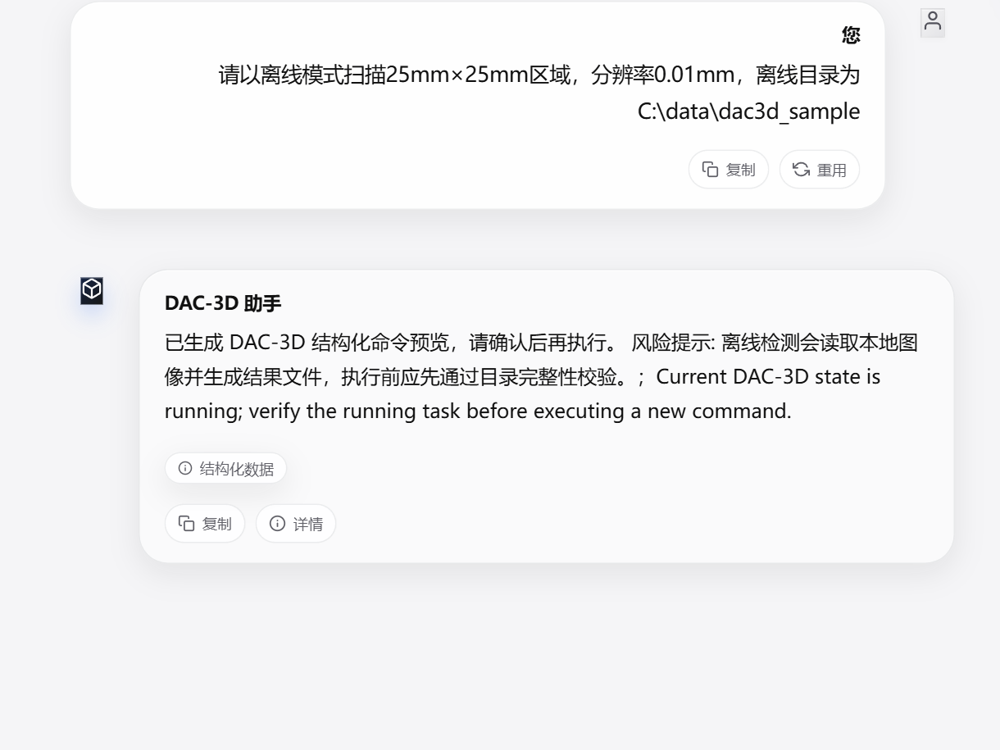 您
请以离线模式扫描25mm×25mm区域，分辨率0.01mm，离线目录为
C:\data\dac3d_sample
复制 重用
DAC-3D 助手
已生成 DAC-3D 结构化命令预览，请确认后再执行。 风险提示: 离线检测会读取本地图
像并生成结果文件，执行前应先通过目录完整性校验。；Current DAC-3D state is
running; verify the running task before executing a new command.
结构化数据
复制 详情